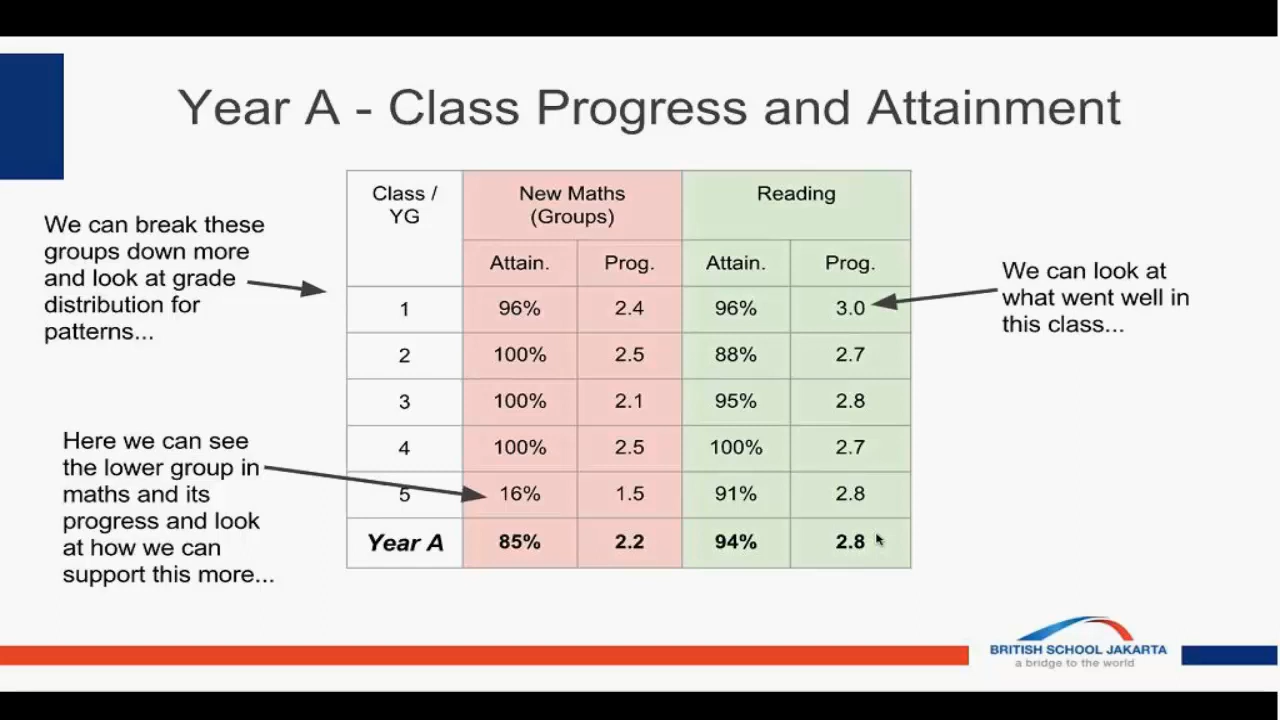 Year A - Class Progress and Attainment
We can break these
groups down more
and look at grade
distribution for
patterns...
Here we can see
the lower group in
maths and its
progress and look
at how we can
support this more...
Class /
YG
New Maths
(Groups)
Reading
Attain. Prog. Attain. Prog.
1 96% 2.4 96% 3.0
2 100% 2.5 88% 2.7
3 100% 2.1 95% 2.8
4 100% 2.5 100% 2.7
5 16% 1.5 91% 2.8
Year A 85% 2.2 94% 2.8
We can look at
what went well in
this class...
BRITISH SCHOOL JAKARTA
a bridge to the world